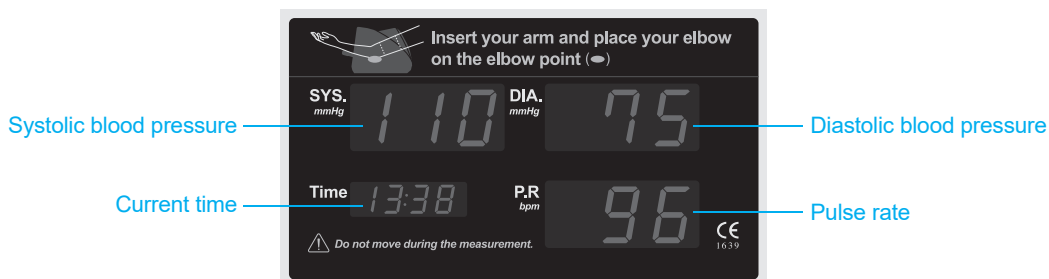 Insert your arm and place your elbow
on the elbow point ( )
SYS.
mmHg
110
DIA.
mmHg
75
Systolic blood pressure
Diastolic blood pressure
Time
13:38
P.R
bpm
96
Current time
Pulse rate
Do not move during the measurement.
CE
1639